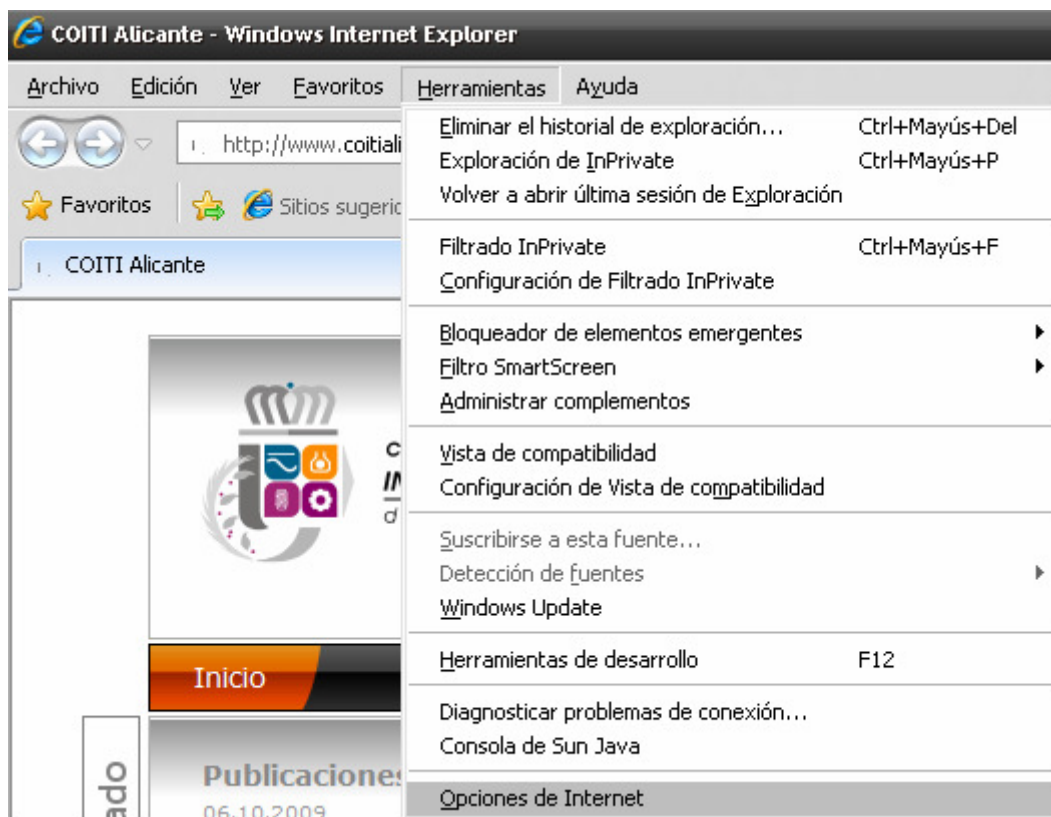 COITI Alicante - Windows Internet Explorer
Archivo Edición Ver Favoritos Herramientas Ayuda
http://www.coitiali
Favoritos Sitios sugeric
COITI Alicante
Eliminar el historial de exploración... Ctrl+Mayús+Del
Exploración de InPrivate Ctrl+Mayús+P
Volver a abrir última sesión de Exploración
Filtrado InPrivate Ctrl+Mayús+F
Configuración de Filtrado InPrivate
Bloqueador de elementos emergentes
Filtro SmartScreen
Administrar complementos
Vista de compatibilidad
Configuración de Vista de compatibilidad
Suscribirse a esta fuente...
Detección de fuentes
Windows Update
Herramientas de desarrollo F12
Diagnosticar problemas de conexión...
Consola de Sun Java
Opciones de Internet
Inicio
Publicaciones
06.10.2009